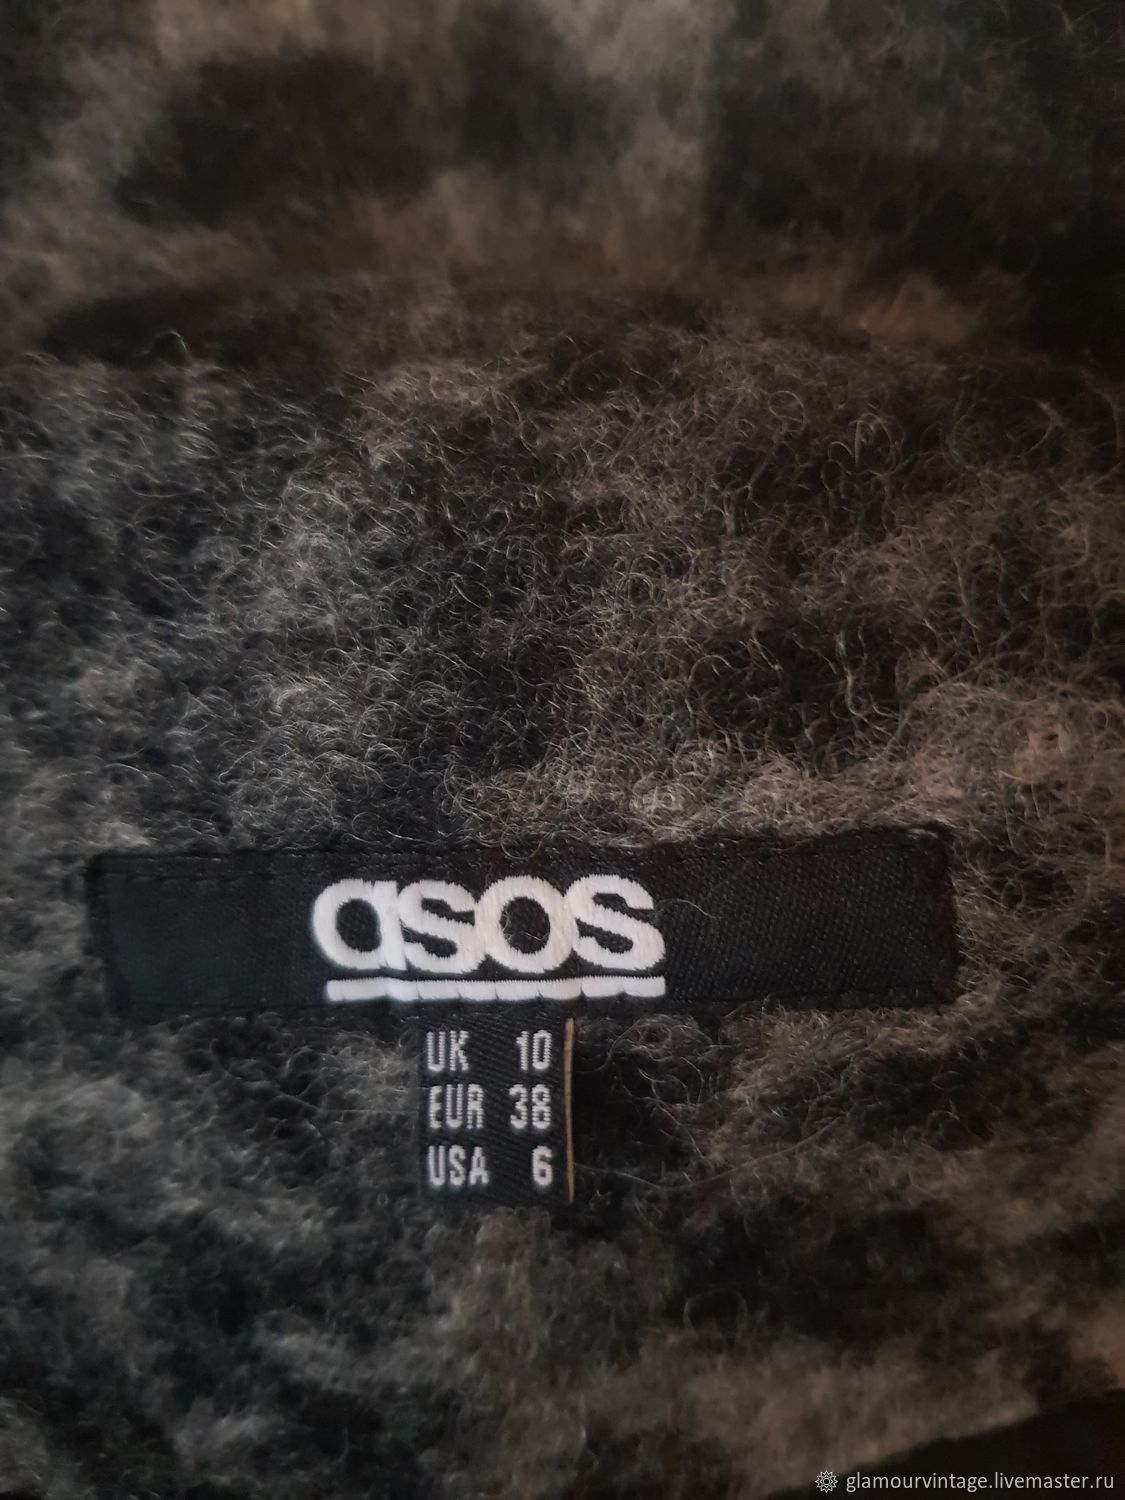 asos
UK 10
EUR 38
USA 6
glamourvintage.livemaster.ru